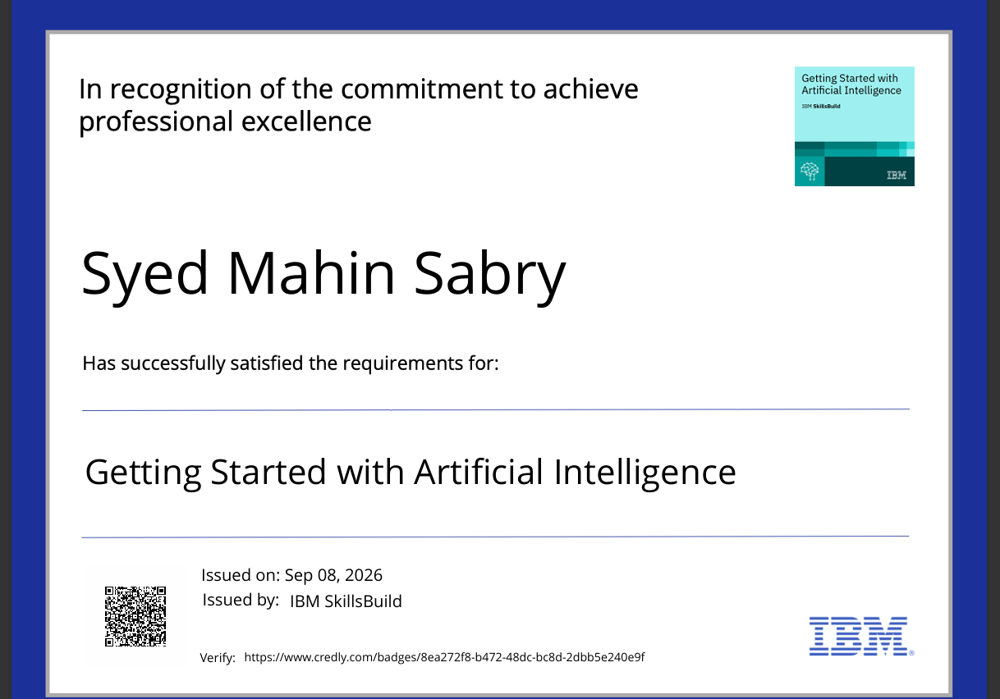 In recognition of the commitment to achieve
professional excellence
Getting Started with
Artificial Intelligence
IBM SkillsBuild
IBM
Syed Mahin Sabry
Has successfully satisfied the requirements for:
Getting Started with Artificial Intelligence
Issued on: Sep 08, 2026
Issued by: IBM SkillsBuild
Verify: https://www.credly.com/badges/8ea272f8-b472-48dc-bc8d-2dbb5e240e9f
IBM®